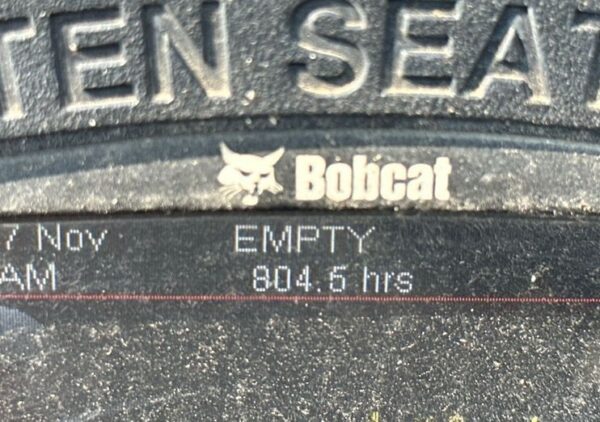 TEN SEAT
Bobcat
7 Nov EMPTY
AM 804.5 hrs